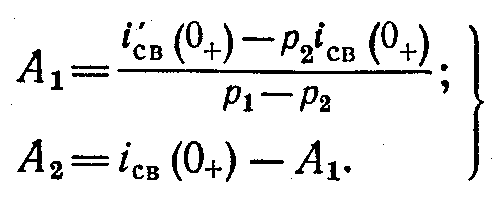 A₁ = (i′св (0₊) − p₂iсв (0₊)) / (p₁ − p₂);
A₂ = iсв (0₊) − A₁.